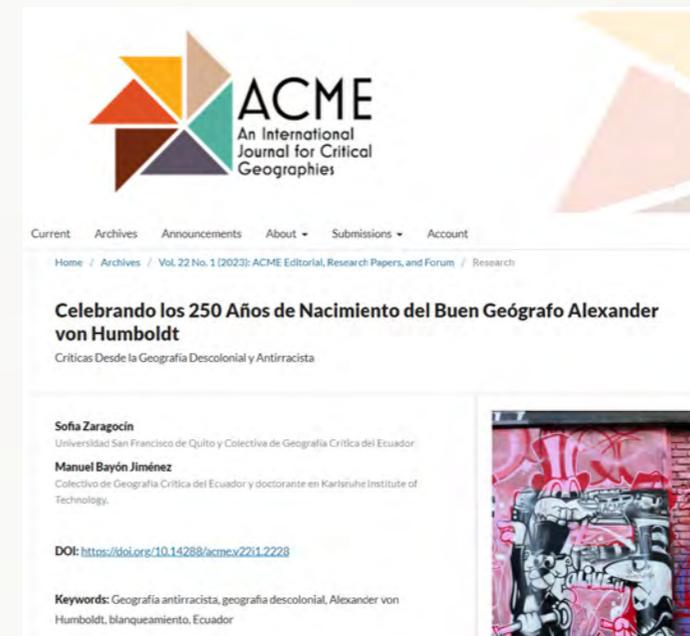 ACME
An International
Journal for Critical
Geographies
Current Archives Announcements About Submissions Account
Home / Archives / Vol. 22 No. 1 (2023): ACME Editorial, Research Papers, and Forum / Research
Celebrando los 250 Años de Nacimiento del Buen Geógrafo Alexander
von Humboldt
Críticas Desde la Geografía Descolonial y Antirracista
Sofia Zaragocín
Universidad San Francisco de Quito y Colectiva de Geografía Crítica del Ecuador
Manuel Bayón Jiménez
Colectivo de Geografía Crítica del Ecuador y doctorante en Karlsruhe Institute of
Technology.
DOI: https://doi.org/10.14288/acme.v22i1.2228
Keywords: Geografía antirracista, geografia descolonial, Alexander von
Humboldt, blanqueamiento, Ecuador